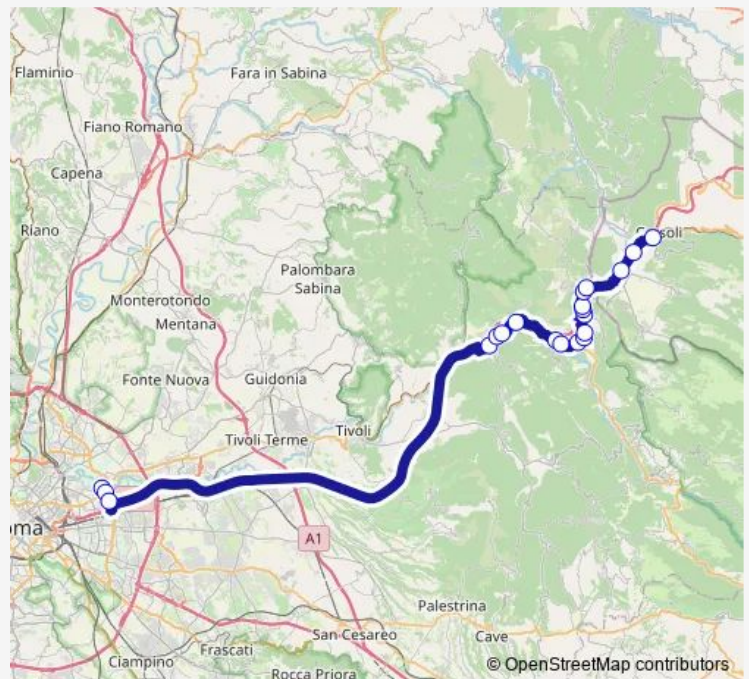 Flaminio
Fara in Sabina
Fiano Romano
Capena
Riano
Palombara
Sabina
Monterotondo
Mentana
Fonte Nuova
Guidonia
Tivoli Terme
Tivoli
oma
A1
Palestrina
San Cesareo
Cave
Frascati
Ciampino
Rocca Priora
© OpenStreetMap contributors